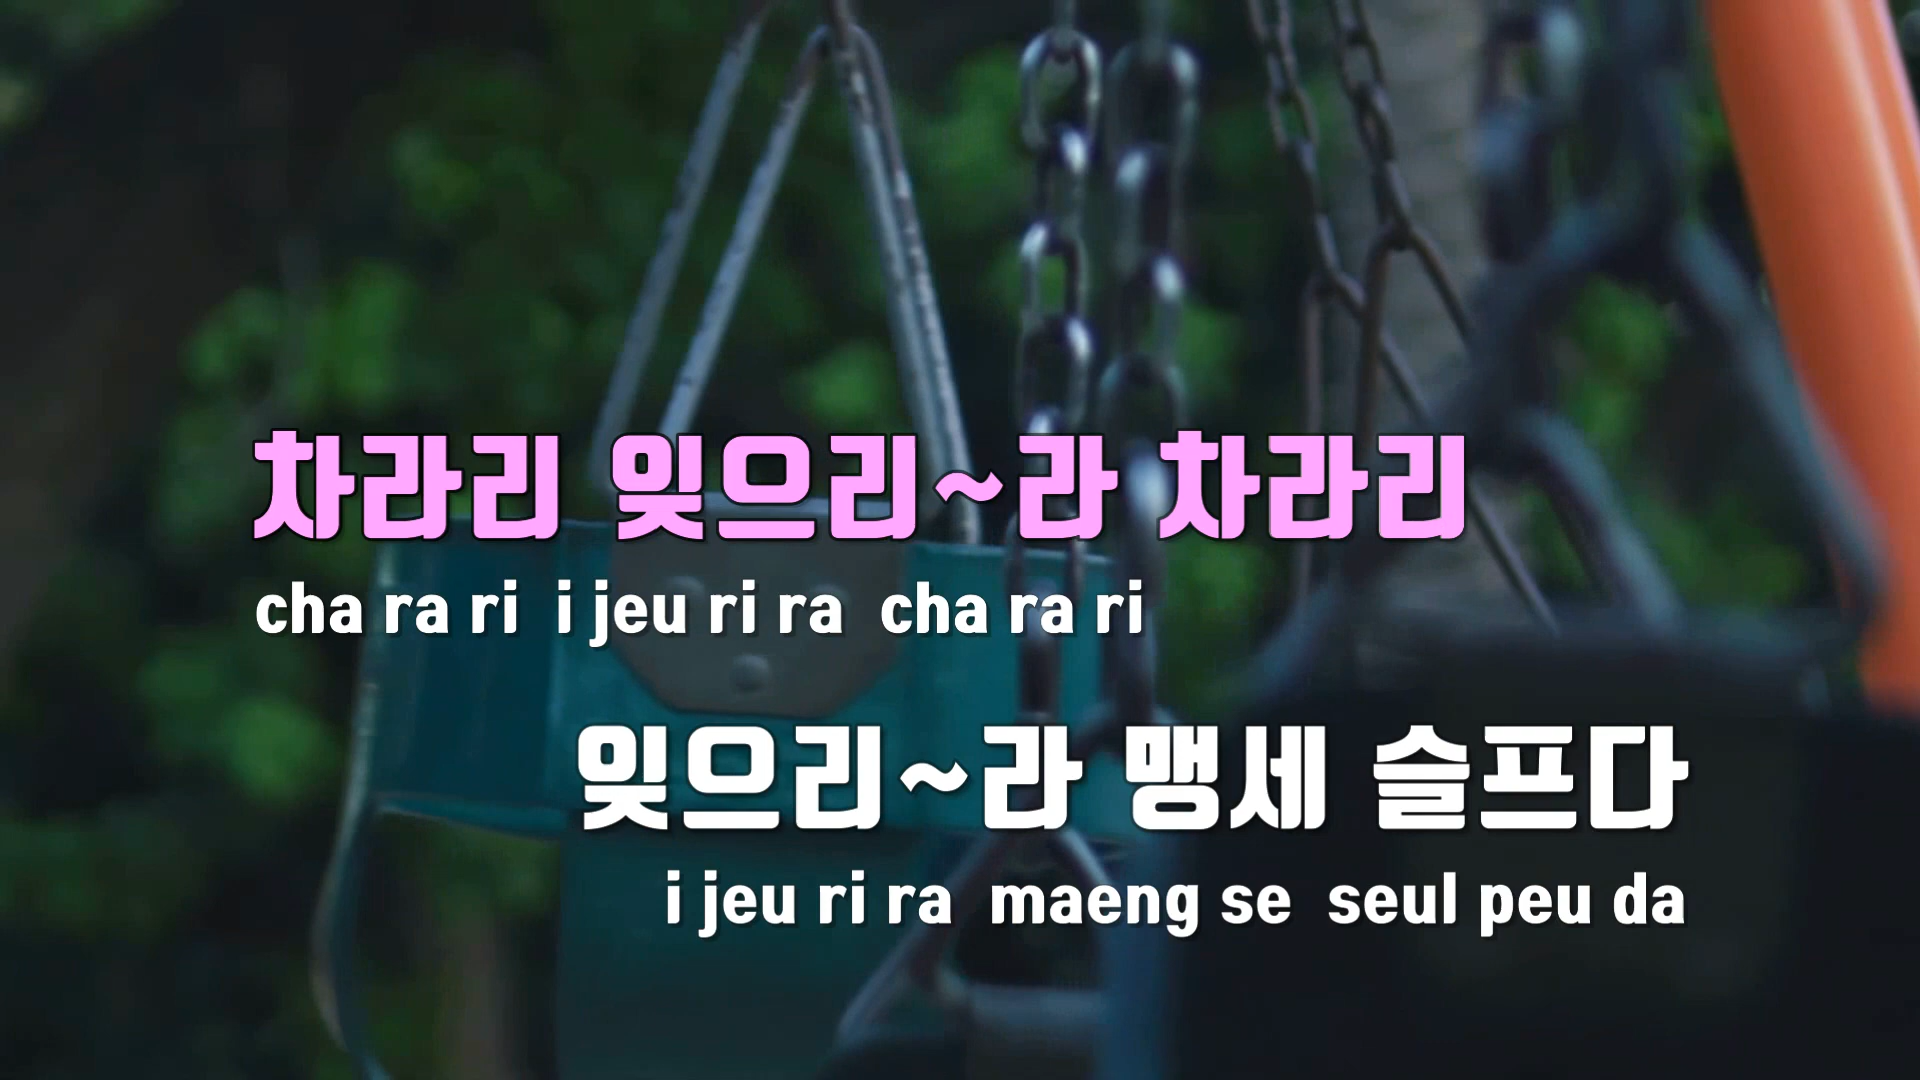 차라리 잊으리~라 차라리
cha ra ri i jeu ri ra cha ra ri
잊으리~라 맹세 슬프다
i jeu ri ra maeng se seul peu da